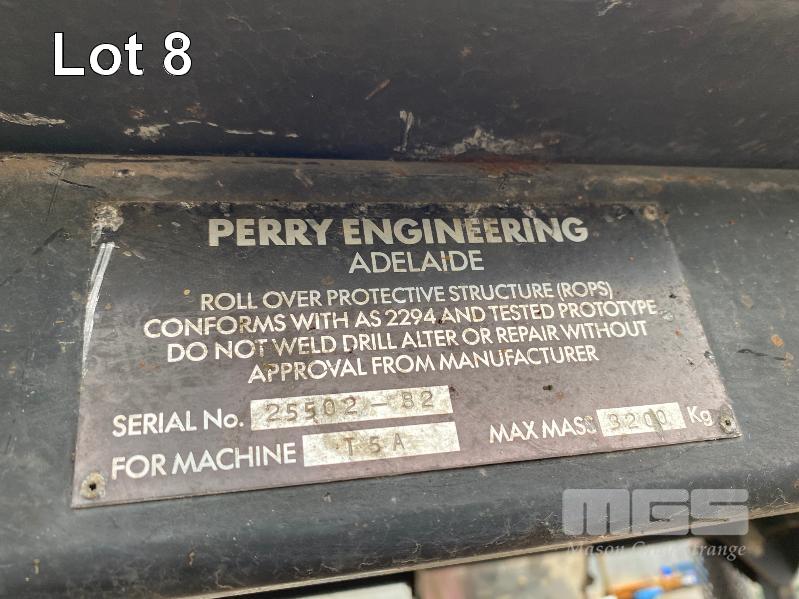 Lot 8
PERRY ENGINEERING
ADELAIDE
ROLL OVER PROTECTIVE STRUCTURE (ROPS)
CONFORMS WITH AS 2294 AND TESTED PROTOTYPE
DO NOT WELD DRILL ALTER OR REPAIR WITHOUT
APPROVAL FROM MANUFACTURER
SERIAL No. 25502-82
FOR MACHINE T5A
MAX MASS 3200 Kg
MGS
Mason Gray Strange